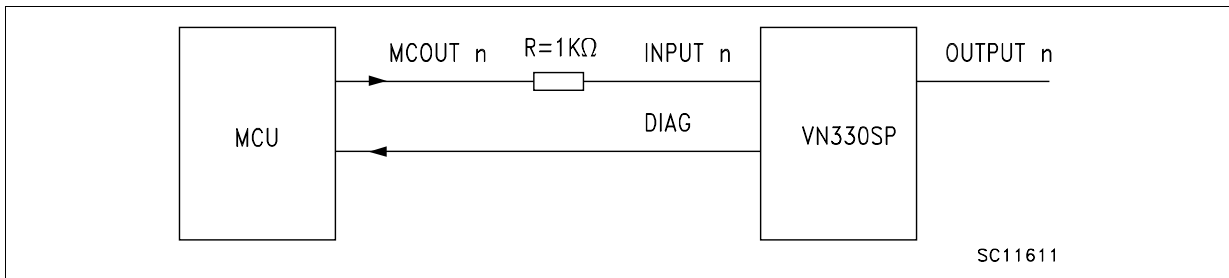 MCOUT n
R=1KΩ
INPUT n
OUTPUT n
DIAG
MCU
VN330SP
SC11611